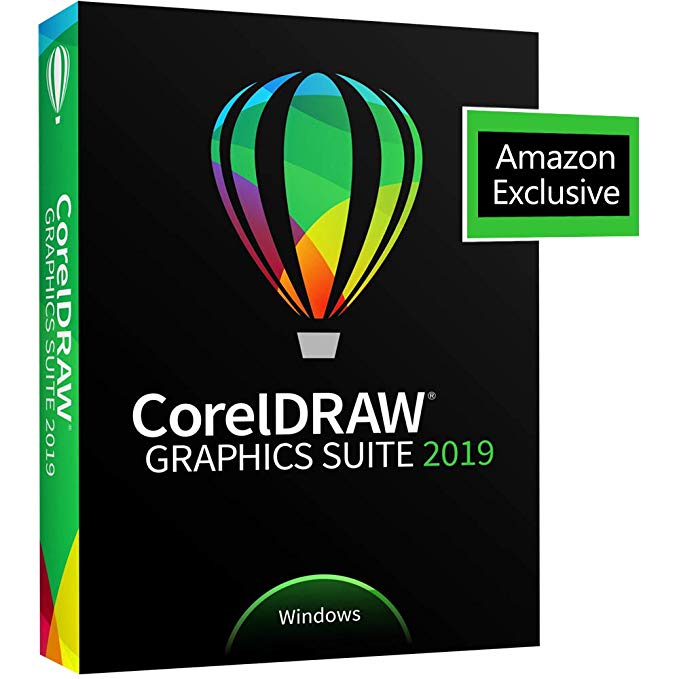 CorelDRAW
GRAPHICS SUITE 2019
Amazon
Exclusive
CorelDRAW®
GRAPHICS SUITE 2019
Windows